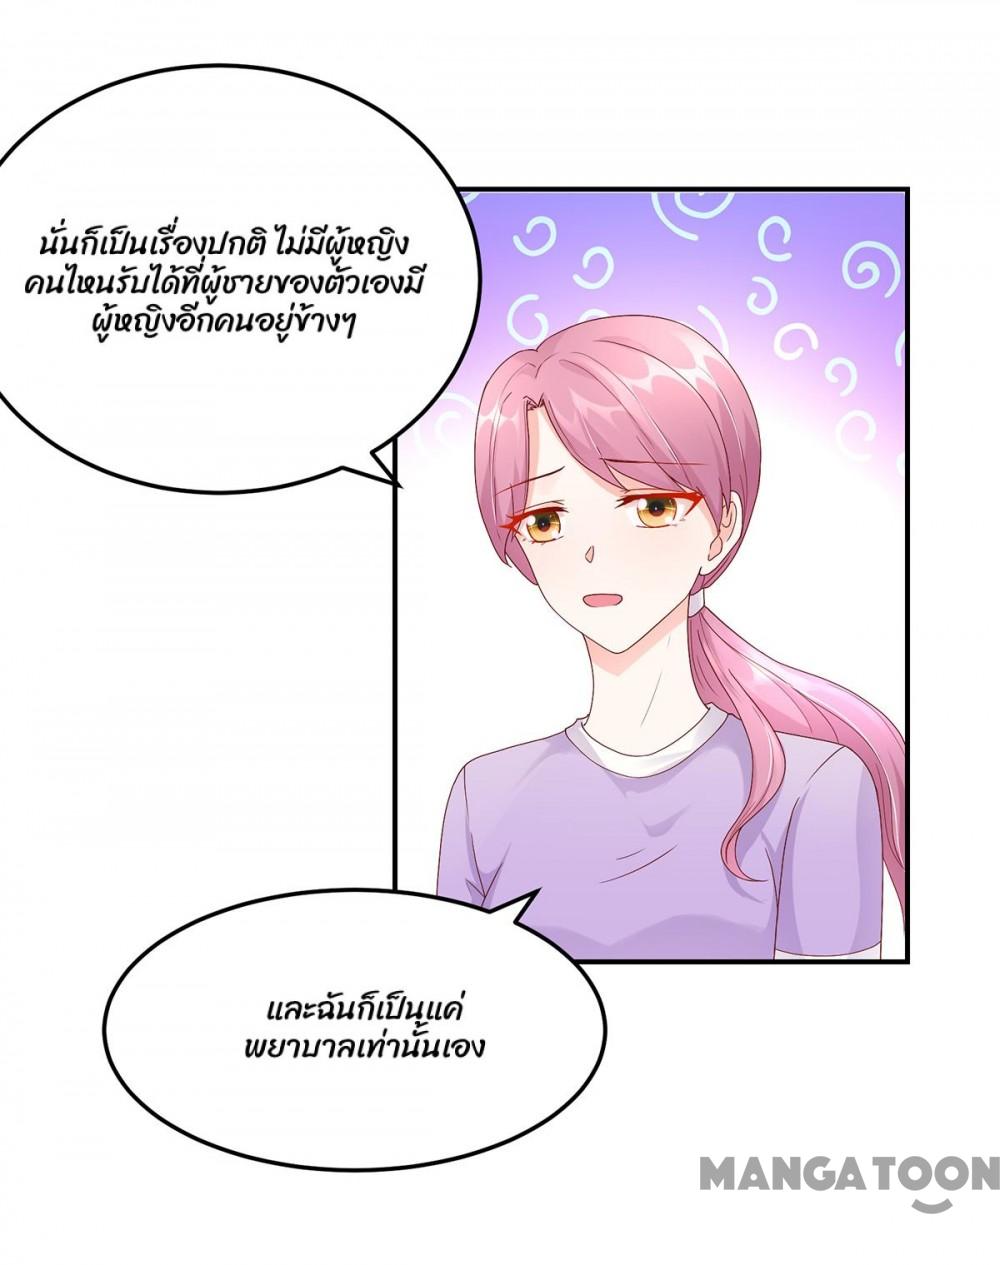 นั่นก็เป็นเรื่องปกติ ไม่มีผู้หญิง
คนไหนรับได้ที่ผู้ชายของตัวเองมี
ผู้หญิงอีกคนอยู่ข้างๆ
และฉันก็เป็นแค่
พยาบาลเท่านั้นเอง
MANGATOON